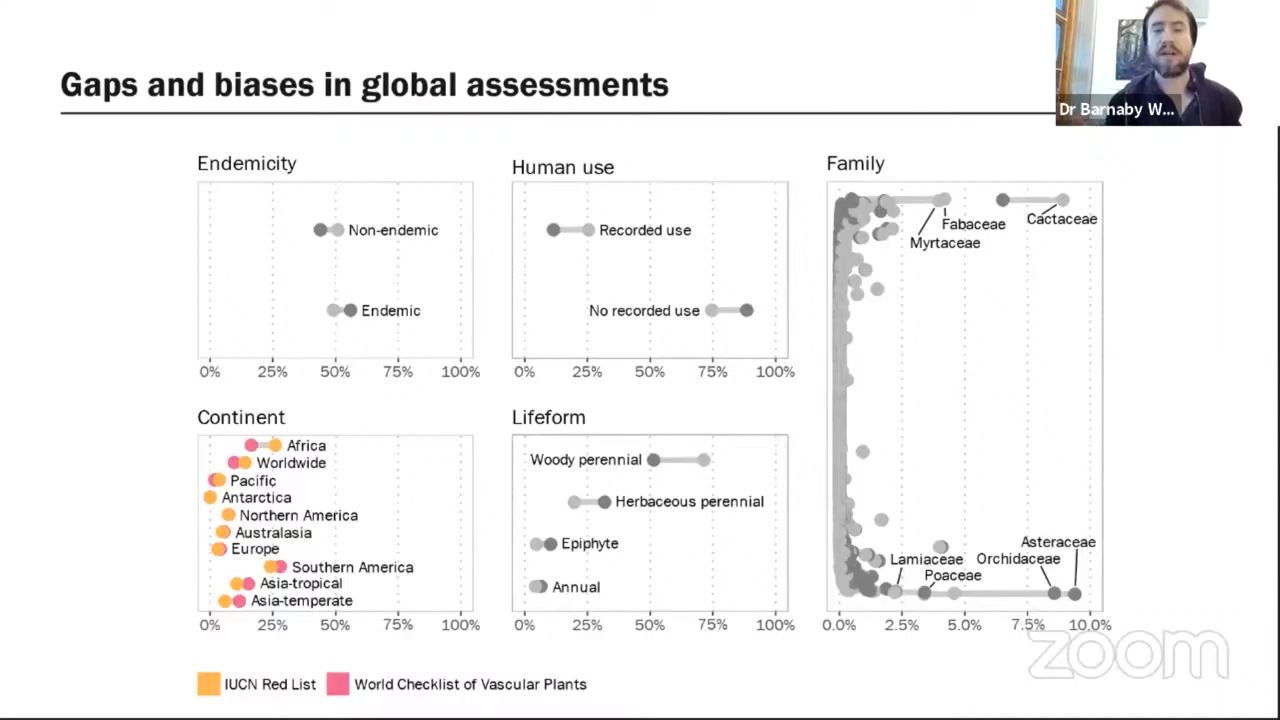 Gaps and biases in global assessments
Dr Barnaby W...
Endemicity
Non-endemic
Endemic
0% 25% 50% 75% 100%
Human use
Recorded use
No recorded use
0% 25% 50% 75% 100%
Family
Cactaceae
Fabaceae
Myrtaceae
Asteraceae
Lamiaceae Orchidaceae
Poaceae
0.0% 2.5% 5.0% 7.5% 10.0%
Continent
Africa
Worldwide
Pacific
Antarctica
Northern America
Australasia
Europe
Southern America
Asia-tropical
Asia-temperate
0% 25% 50% 75% 100%
Lifeform
Woody perennial
Herbaceous perennial
Epiphyte
Annual
0% 25% 50% 75% 100%
IUCN Red List World Checklist of Vascular Plants
zoom